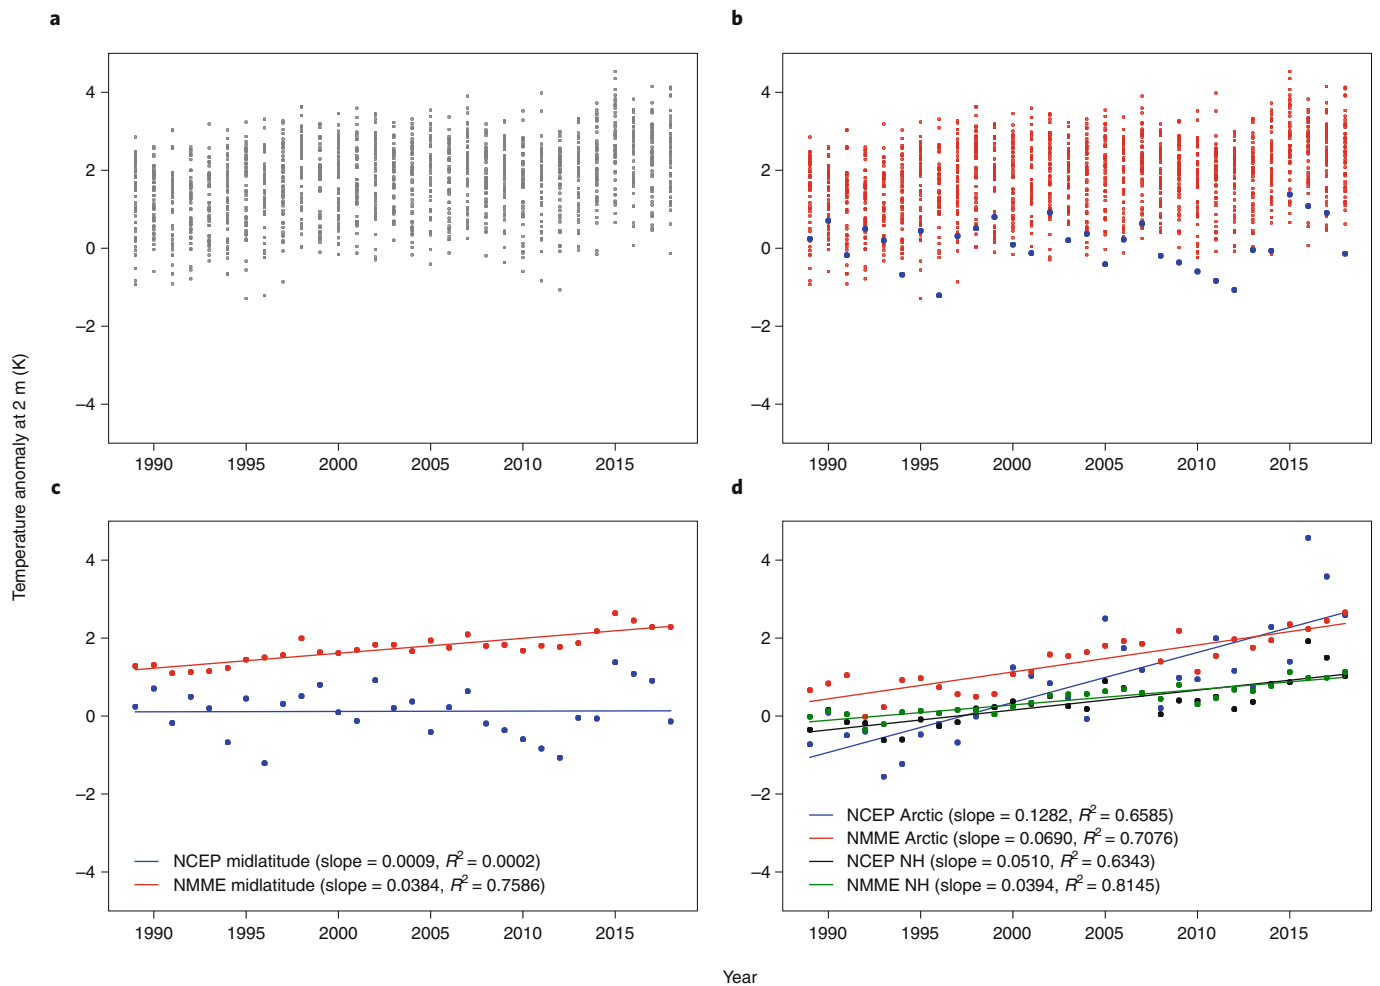 a
b
4
2
0
−2
−4
1990 1995 2000 2005 2010 2015
4
2
0
−2
−4
1990 1995 2000 2005 2010 2015
Temperature anomaly at 2 m (K)
c
d
4
2
0
−2
−4
NCEP midlatitude (slope = 0.0009, R² = 0.0002)
NMME midlatitude (slope = 0.0384, R² = 0.7586)
1990 1995 2000 2005 2010 2015
4
2
0
−2
−4
NCEP Arctic (slope = 0.1282, R² = 0.6585)
NMME Arctic (slope = 0.0690, R² = 0.7076)
NCEP NH (slope = 0.0510, R² = 0.6343)
NMME NH (slope = 0.0394, R² = 0.8145)
1990 1995 2000 2005 2010 2015
Year